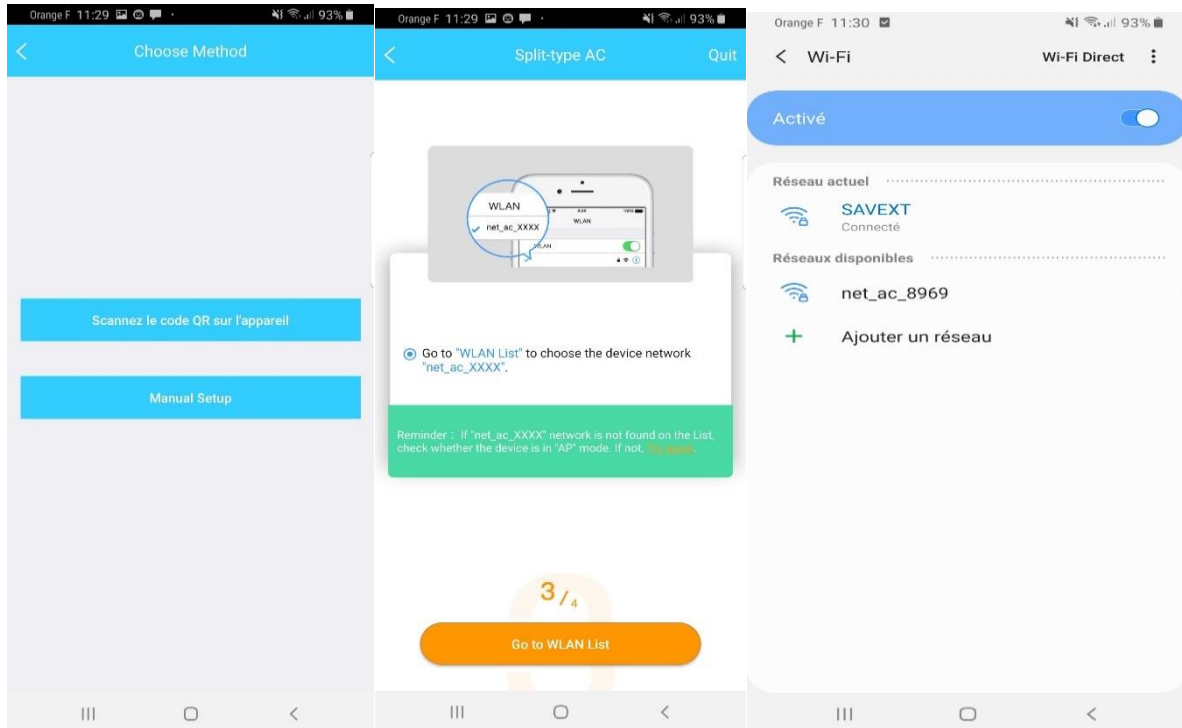 Orange F 11:29
93%
Choose Method
Scannez le code QR sur l'appareil
Manual Setup
Orange F 11:29
93%
Split-type AC
Quit
WLAN
net_ac_XXXX
WLAN
WLAN
Go to "WLAN List" to choose the device network
"net_ac_XXXX".
Reminder : If "net_ac_XXXX" network is not found on the List,
check whether the device is in "AP" mode. If not,
3/4
Go to WLAN List
Orange F 11:30
93%
Wi-Fi
Wi-Fi Direct
Activé
Réseau actuel
SAVEXT
Connecté
Réseaux disponibles
net_ac_8969
Ajouter un réseau